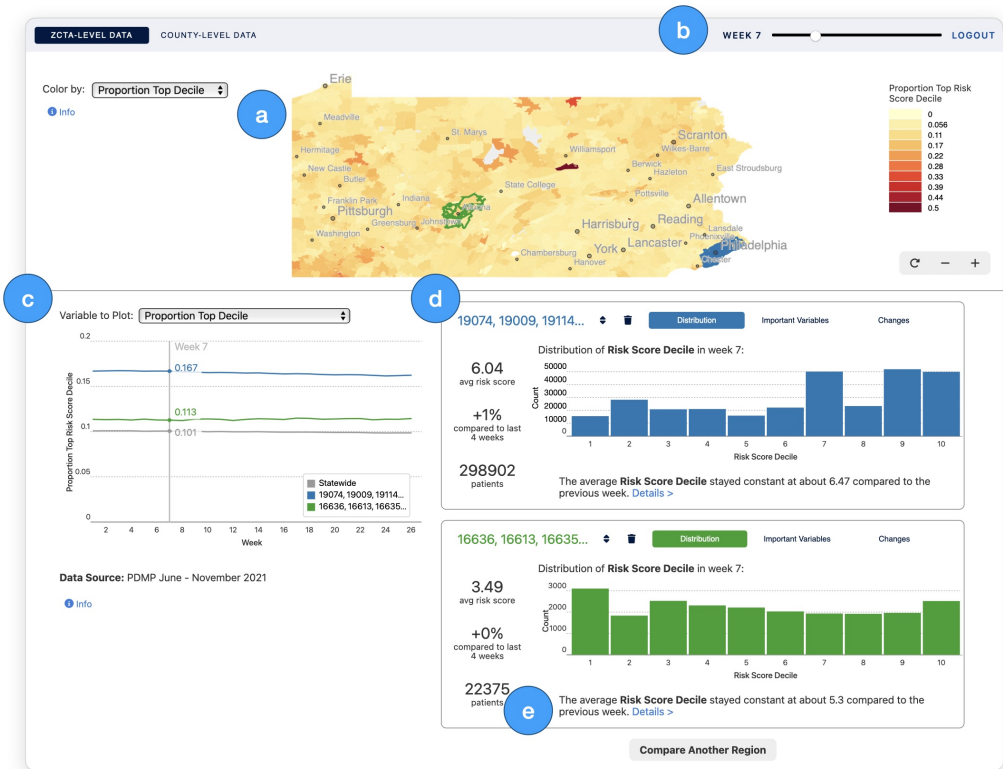 ZCTA-LEVEL DATA
COUNTY-LEVEL DATA
b
WEEK 7
LOGOUT
Color by:
Proportion Top Decile
Info
a
Erie
Meadville
St. Marys
Scranton
Hermitage
Williamsport
Wilkes-Barre
New Castle
Berwick
East Stroudsburg
Butler
Hazleton
State College
Franklin Park
Indiana
Pottsville
Allentown
Pittsburgh
Altoona
Greensburg
Johnstown
Harrisburg
Reading
Lansdale
Washington
Phoenixville
York
Lancaster
Philadelphia
Chambersburg
Hanover
Chester
Proportion Top Risk
Score Decile
0
0.056
0.11
0.17
0.22
0.28
0.33
0.39
0.44
0.5
−
+
c
Variable to Plot:
Proportion Top Decile
0.2
Week 7
0.167
0.15
0.113
0.1
0.101
0.05
0
Proportion Top Risk Score Decile
Statewide
19074, 19009, 19114...
16636, 16613, 16635...
2 4 6 8 10 12 14 16 18 20 22 24 26
Week
Data Source: PDMP June - November 2021
Info
d
19074, 19009, 19114...
Distribution
Important Variables
Changes
Distribution of Risk Score Decile in week 7:
6.04
avg risk score
+1%
compared to last
4 weeks
298902
patients
50000
40000
30000
20000
10000
0
Count
1 2 3 4 5 6 7 8 9 10
Risk Score Decile
The average Risk Score Decile stayed constant at about 6.47 compared to the
previous week. Details >
16636, 16613, 16635...
Distribution
Important Variables
Changes
Distribution of Risk Score Decile in week 7:
3.49
avg risk score
+0%
compared to last
4 weeks
22375
patients
3000
2000
1000
0
Count
1 2 3 4 5 6 7 8 9 10
Risk Score Decile
e
The average Risk Score Decile stayed constant at about 5.3 compared to the
previous week. Details >
Compare Another Region